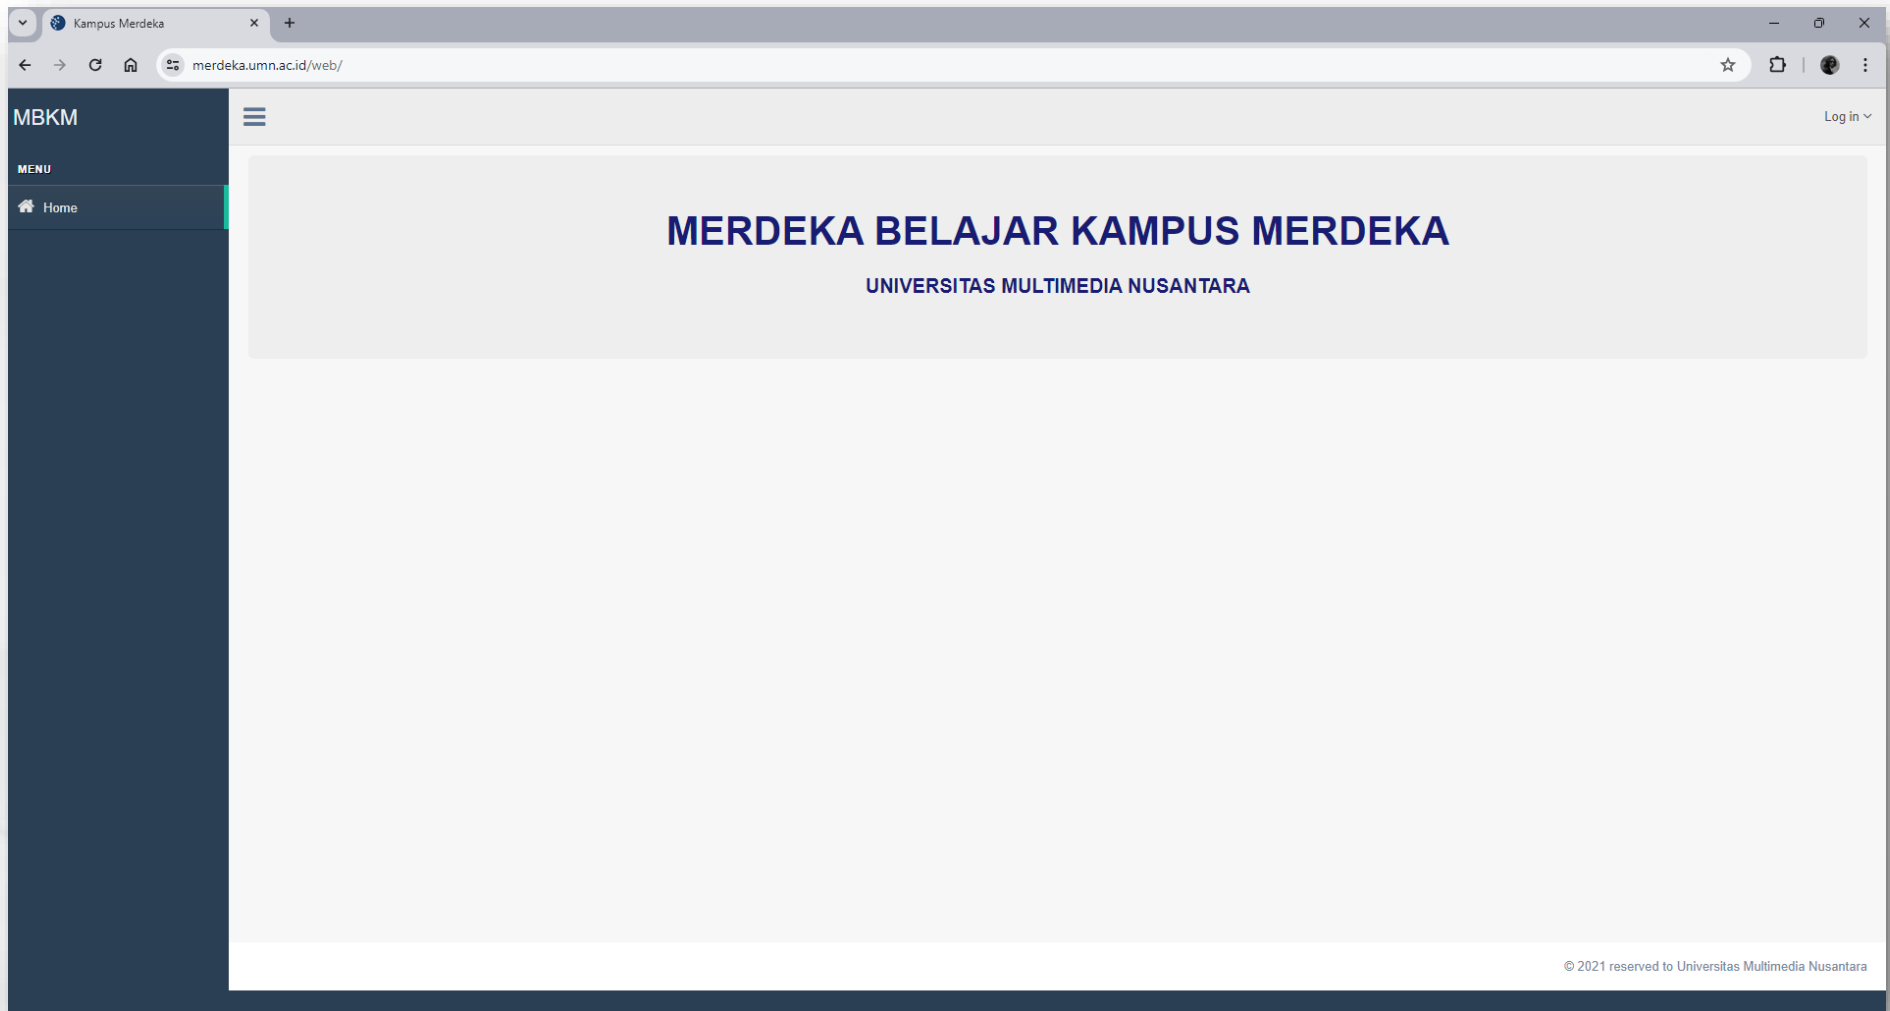 Kampus Merdeka
merdeka.umn.ac.id/web/
MBKM
Log in
MENU
Home
MERDEKA BELAJAR KAMPUS MERDEKA
UNIVERSITAS MULTIMEDIA NUSANTARA
© 2021 reserved to Universitas Multimedia Nusantara